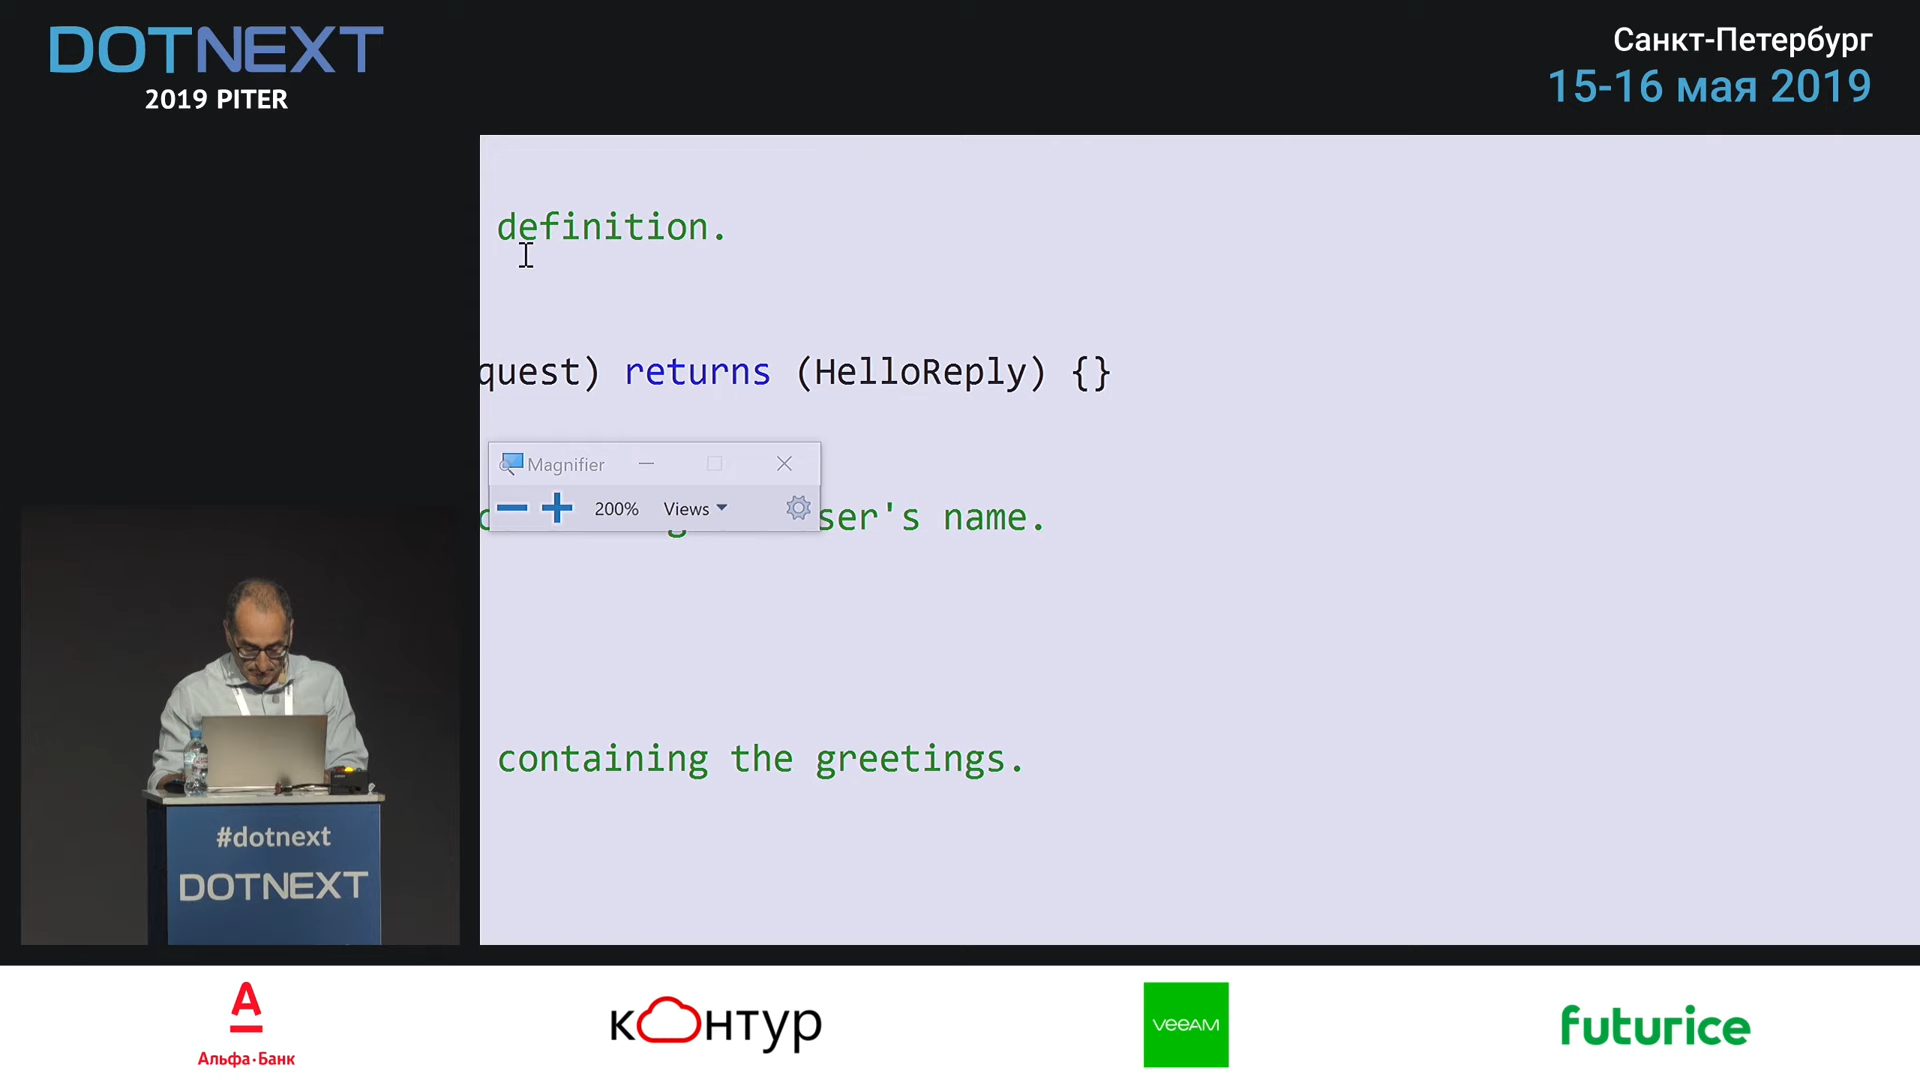 DOTNEXT
2019 PITER
Санкт-Петербург
15-16 мая 2019
definition.
quest) returns (HelloReply) {}
Magnifier
200% Views
ser's name.
containing the greetings.
#dotnext
DOTNEXT
Альфа·Банк
контур
veeam
futurice